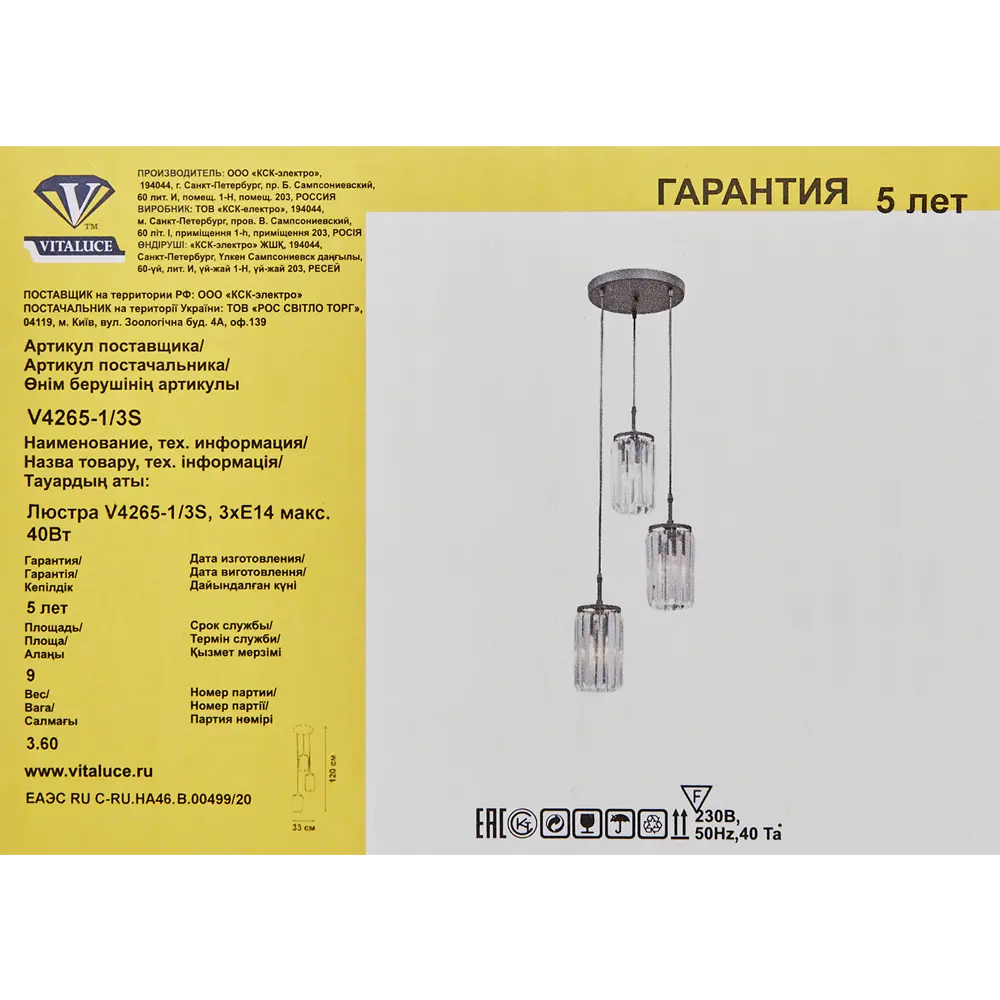 ГАРАНТИЯ 5 лет
V
TM
VITALUCE
ПРОИЗВОДИТЕЛЬ: ООО «КСК-электро»,
194044, г. Санкт-Петербург, пр. Б. Сампсониевский,
60 лит. И, помещ. 1-Н, помещ. 203, РОССИЯ
ВИРОБНИК: ТОВ «КСК-електро», 194044,
м. Санкт-Петербург, пров. В. Сампсониевский,
60 літ. І, приміщення 1-h, приміщення 203, РОСІЯ
ӨНДІРУШІ: «КСК-электро» ЖШҚ, 194044,
Санкт-Петербург, Үлкен Сампсониевск даңғылы,
60-үй, лит. И, үй-жай 1-Н, үй-жай 203, РЕСЕЙ
ПОСТАВЩИК на территории РФ: ООО «КСК-электро»
ПОСТАЧАЛЬНИК на території України: ТОВ «РОС СВІТЛО ТОРГ»,
04119, м. Київ, вул. Зоологічна буд. 4А, оф.139
Артикул поставщика/
Артикул постачальника/
Өнім берушінің артикулы
V4265-1/3S
Наименование, тех. информация/
Назва товару, тех. інформація/
Тауардың аты:
Люстра V4265-1/3S, 3xE14 макс.
40Вт
Гарантия/
Гарантія/
Кепілдік
5 лет
Дата изготовления/
Дата виготовлення/
Дайындалған күні
Площадь/
Площа/
Алаңы
9
Срок службы/
Термін служби/
Қызмет мерзімі
Вес/
Вага/
Салмағы
3.60
Номер партии/
Номер партії/
Партия нөмірі
www.vitaluce.ru
ЕАЭС RU С-RU.НА46.В.00499/20
120 см
33 см
EAC
F
230В,
50Hz,40 Ta°